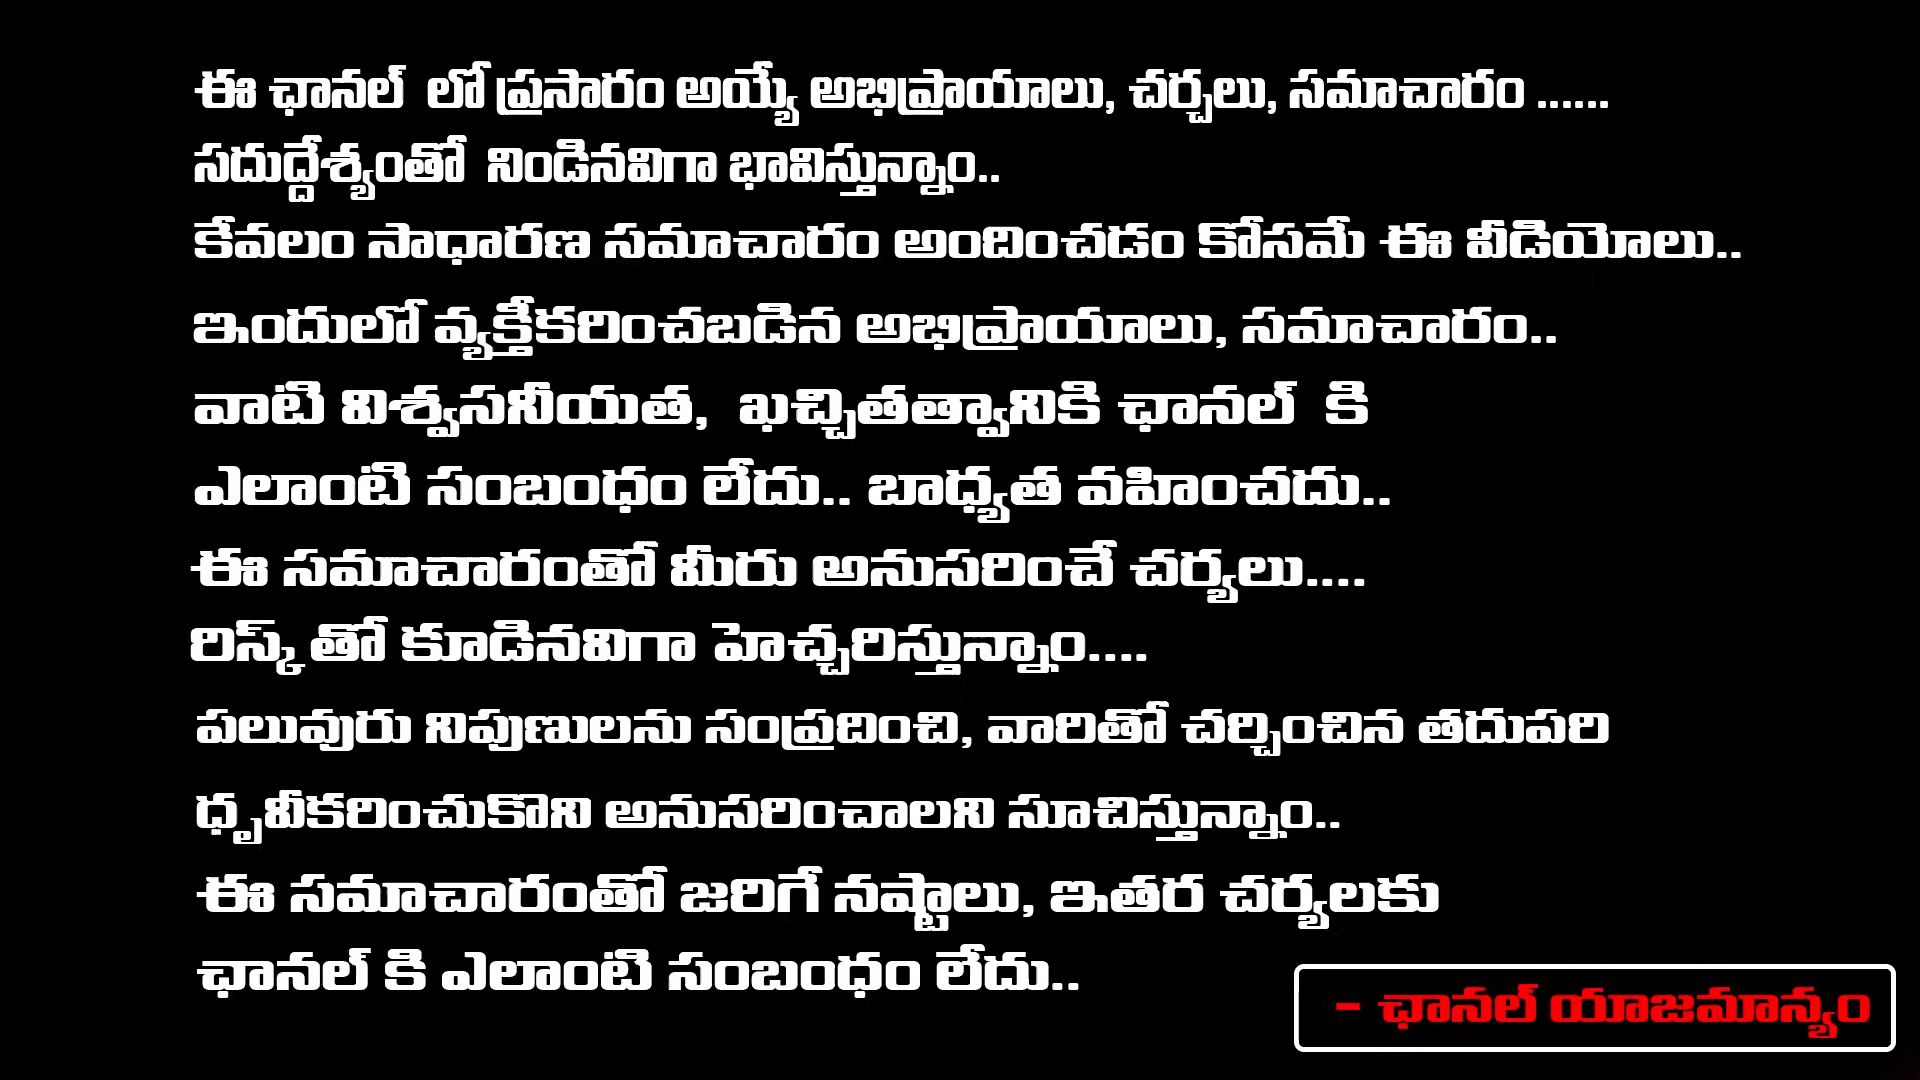 ఈ ఛానల్ లో ప్రసారం అయ్యే అభిప్రాయాలు, చర్చలు, సమాచారం ......
సదుద్దేశ్యంతో నిండినవిగా భావిస్తున్నాం..
కేవలం సాధారణ సమాచారం అందించడం కోసమే ఈ వీడియోలు..
ఇందులో వ్యక్తీకరించబడిన అభిప్రాయాలు, సమాచారం..
వాటి విశ్వసనీయత, ఖచ్చితత్వానికి ఛానల్ కి
ఎలాంటి సంబంధం లేదు.. బాధ్యత వహించదు..
ఈ సమాచారంతో మీరు అనుసరించే చర్యలు....
రిస్క్ తో కూడినవిగా హెచ్చరిస్తున్నాం....
పలువురు నిపుణులను సంప్రదించి, వారితో చర్చించిన తదుపరి
ధృవీకరించుకొని అనుసరించాలని సూచిస్తున్నాం..
ఈ సమాచారంతో జరిగే నష్టాలు, ఇతర చర్యలకు
ఛానల్ కి ఎలాంటి సంబంధం లేదు..
- ఛానల్ యాజమాన్యం